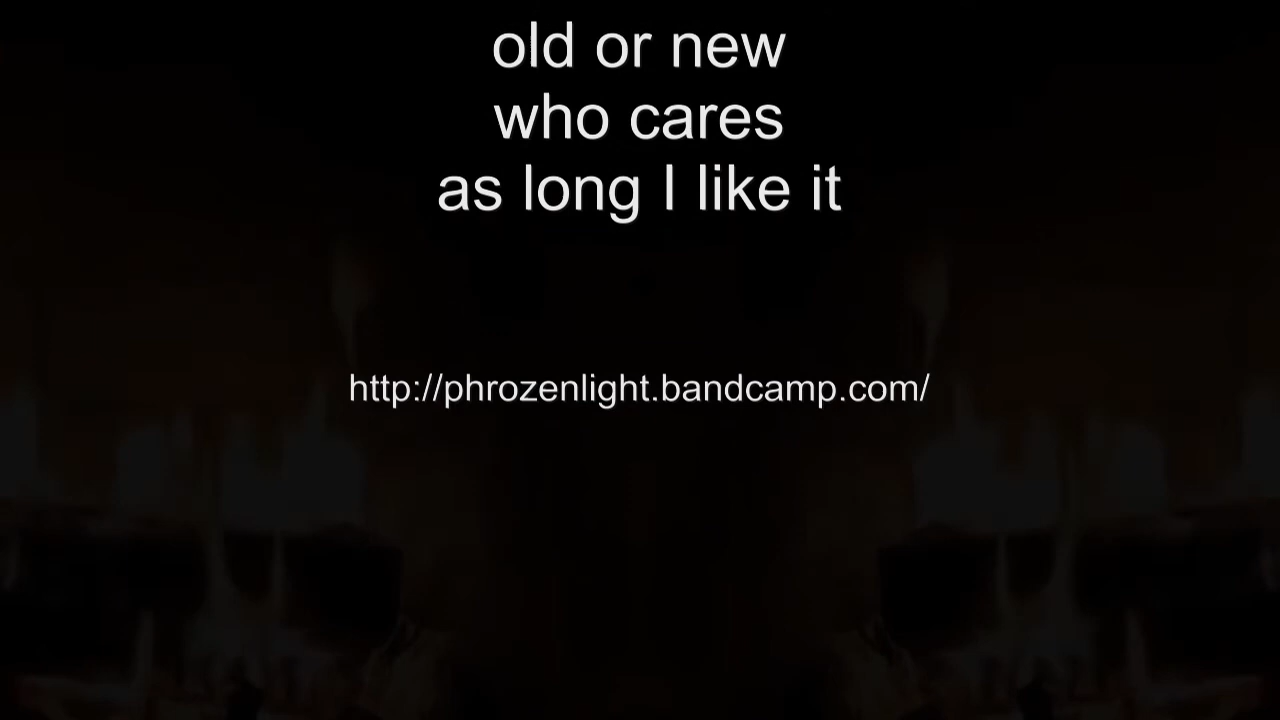 old or new
who cares
as long I like it
http://phrozenlight.bandcamp.com/